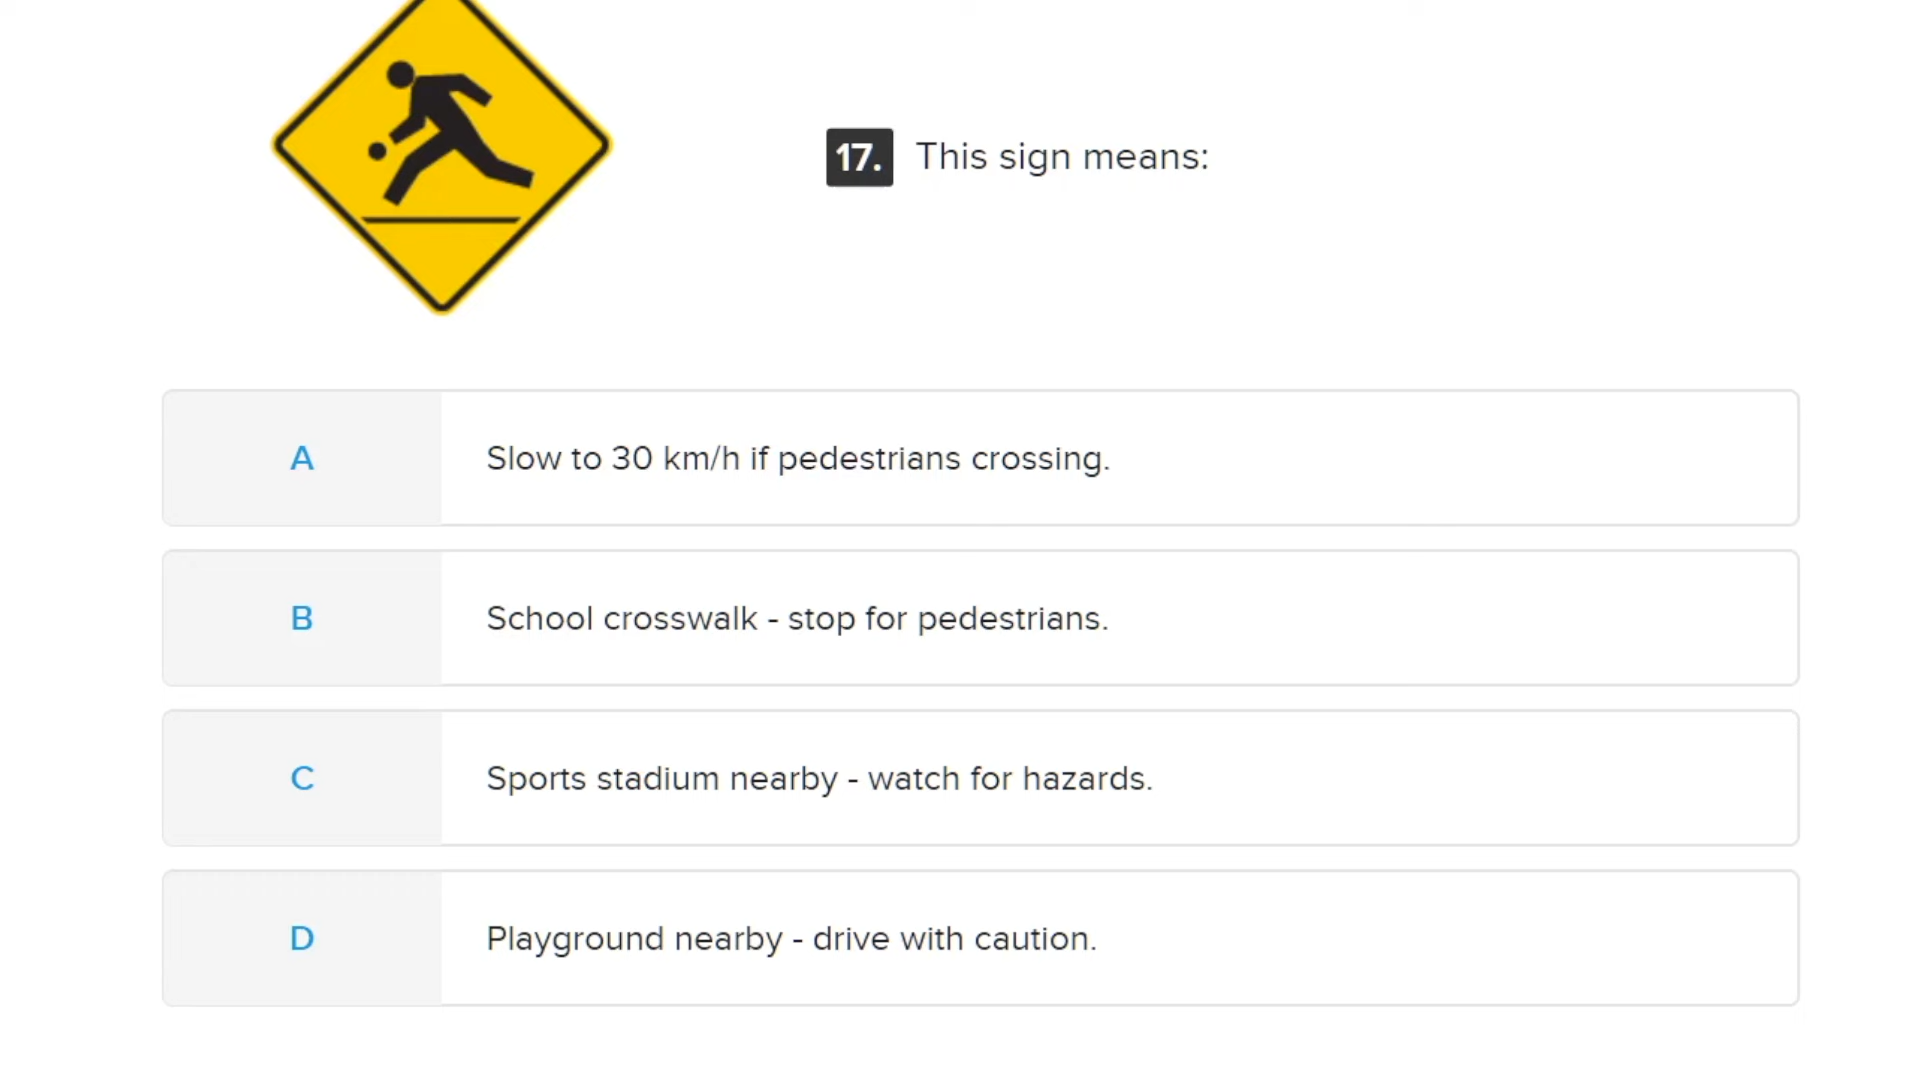 17. This sign means:
A Slow to 30 km/h if pedestrians crossing.
B School crosswalk - stop for pedestrians.
C Sports stadium nearby - watch for hazards.
D Playground nearby - drive with caution.